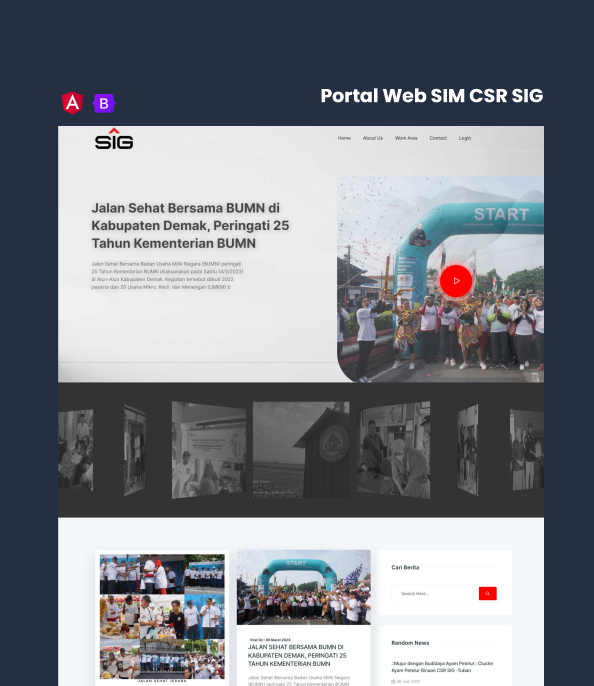 Portal Web SIM CSR SIG
SIG
Home About Us Work Area Contact Login
Jalan Sehat Bersama BUMN di
Kabupaten Demak, Peringati 25
Tahun Kementerian BUMN
Jalan Sehat Bersama Badan Usaha Milik Negara (BUMN) peringati
25 Tahun Kementerian BUMN dilaksanakan pada Sabtu (4/3/2023)
di Alun-Alun Kabupaten Demak. Kegiatan tersebut diikuti 2022
peserta dan 20 Usaha Mikro, Kecil, dan Menengah (UMKM) b
START
START
JALAN SEHAT JEPARA
Post On : 06 Maret 2023
JALAN SEHAT BERSAMA BUMN DI
KABUPATEN DEMAK, PERINGATI 25
TAHUN KEMENTERIAN BUMN
Jalan Sehat Bersama Badan Usaha Milik Negara
(BUMN) peringati 25 Tahun Kementerian BUMN
Cari Berita
Search Here...
Random News
::Mujur dengan Budidaya Ayam Petelur:: Cluster
Ayam Petelur Binaan CSR SIG -Tuban
30 Juni 2021